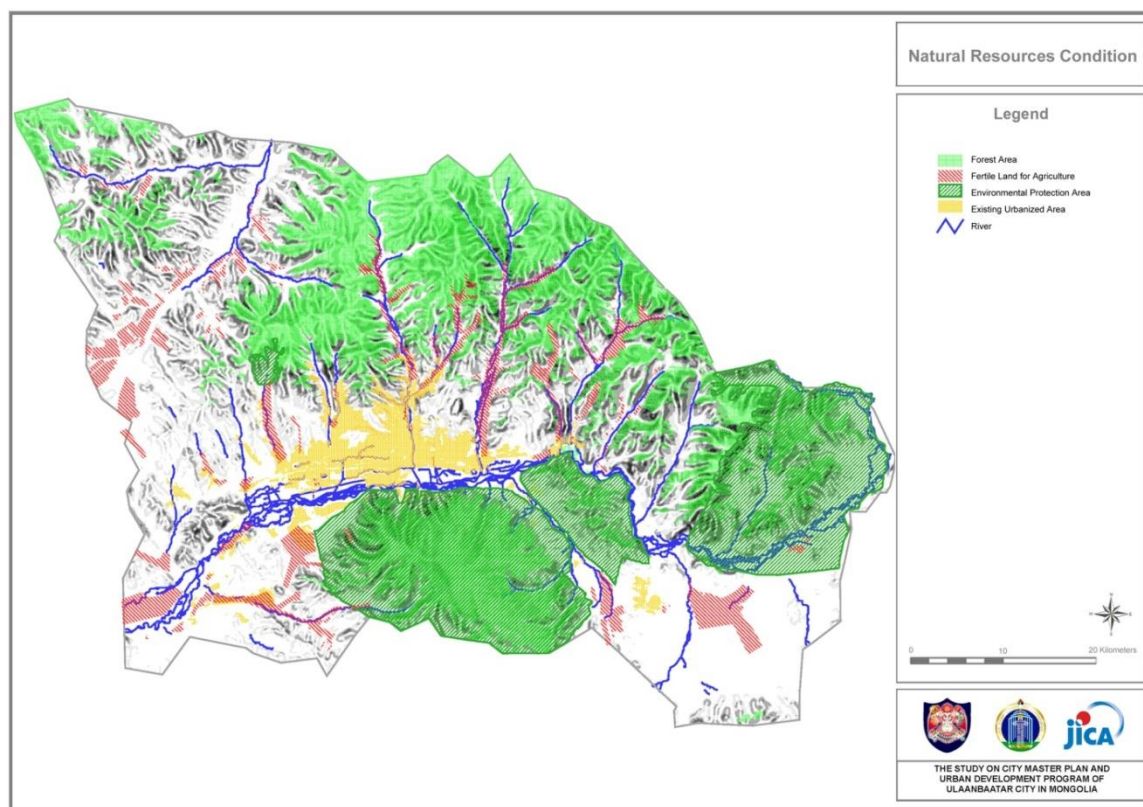 Natural Resources Condition
Legend
Forest Area
Fertile Land for Agriculture
Environmental Protection Area
Existing Urbanized Area
River
0 10 20 Kilometers
jICA
THE STUDY ON CITY MASTER PLAN AND
URBAN DEVELOPMENT PROGRAM OF
ULAANBAATAR CITY IN MONGOLIA